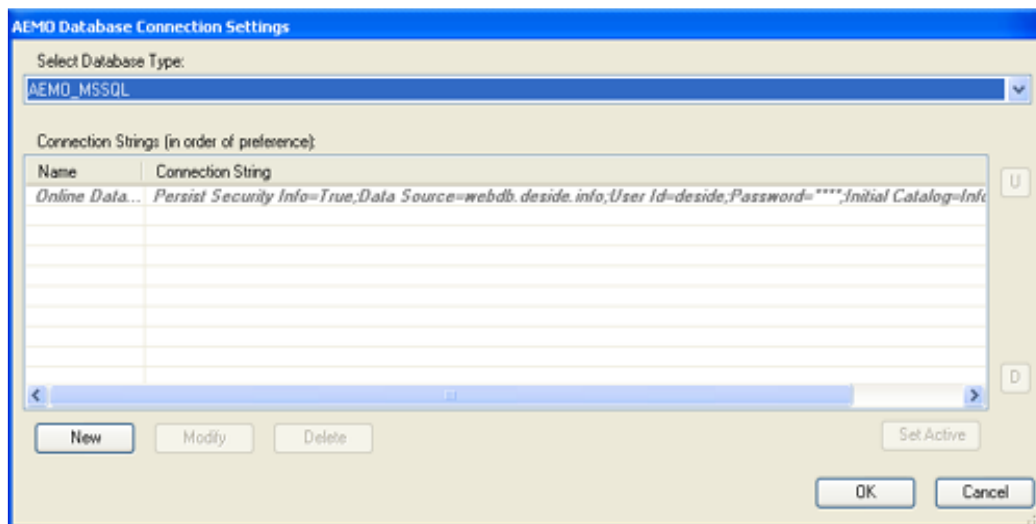 AEMO Database Connection Settings
Select Database Type:
AEMO_MSSQL
Connection Strings (in order of preference):
Name Connection String
Online Data... Persist Security Info=True;Data Source=webdb.deside.info;User Id=deside;Password="****";Initial Catalog=Info
U
D
New Modify Delete Set Active
OK Cancel